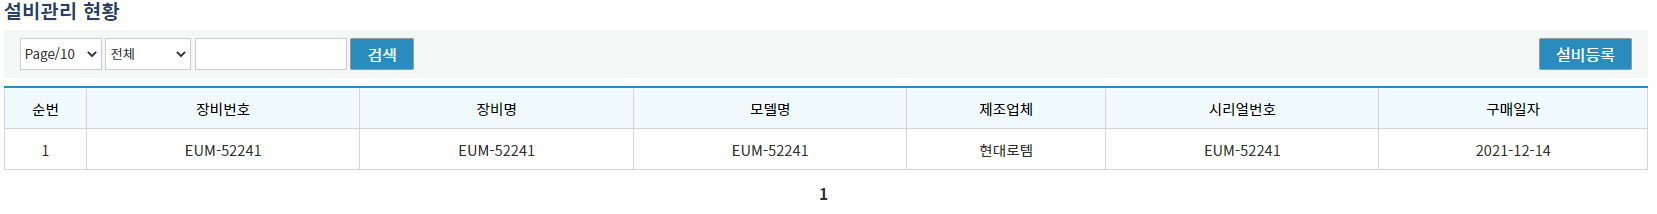 설비관리 현황
Page/10 전체 검색 설비등록
순번 장비번호 장비명 모델명 제조업체 시리얼번호 구매일자
1 EUM-52241 EUM-52241 EUM-52241 현대로템 EUM-52241 2021-12-14
1